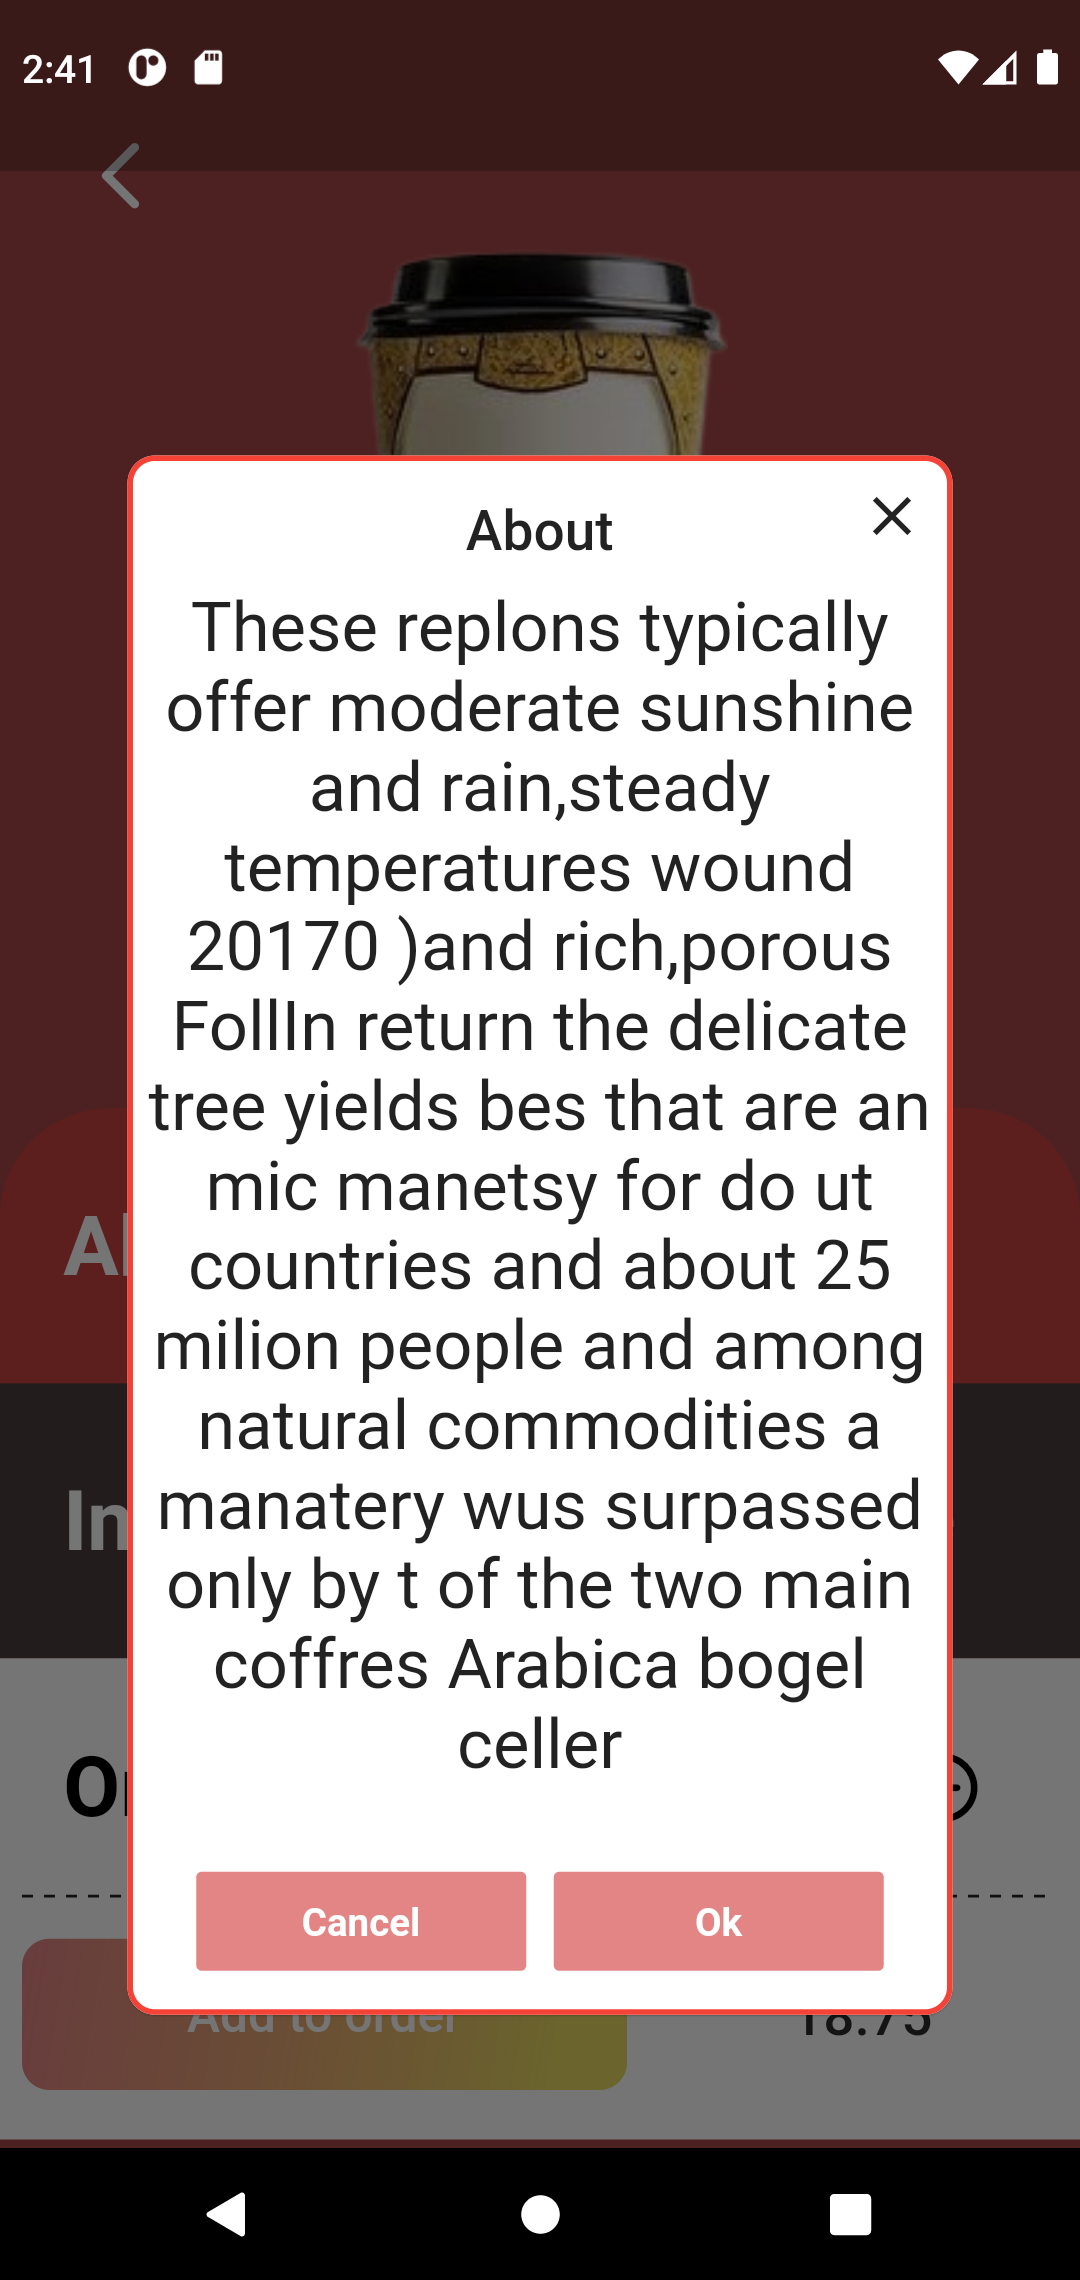 2:41
About
These replons typically
offer moderate sunshine
and rain,steady
temperatures wound
20170 )and rich,porous
FollIn return the delicate
tree yields bes that are an
mic manetsy for do ut
countries and about 25
milion people and among
natural commodities a
manatery wus surpassed
only by t of the two main
coffres Arabica bogel
celler
Cancel
Ok
Add to order
18.75